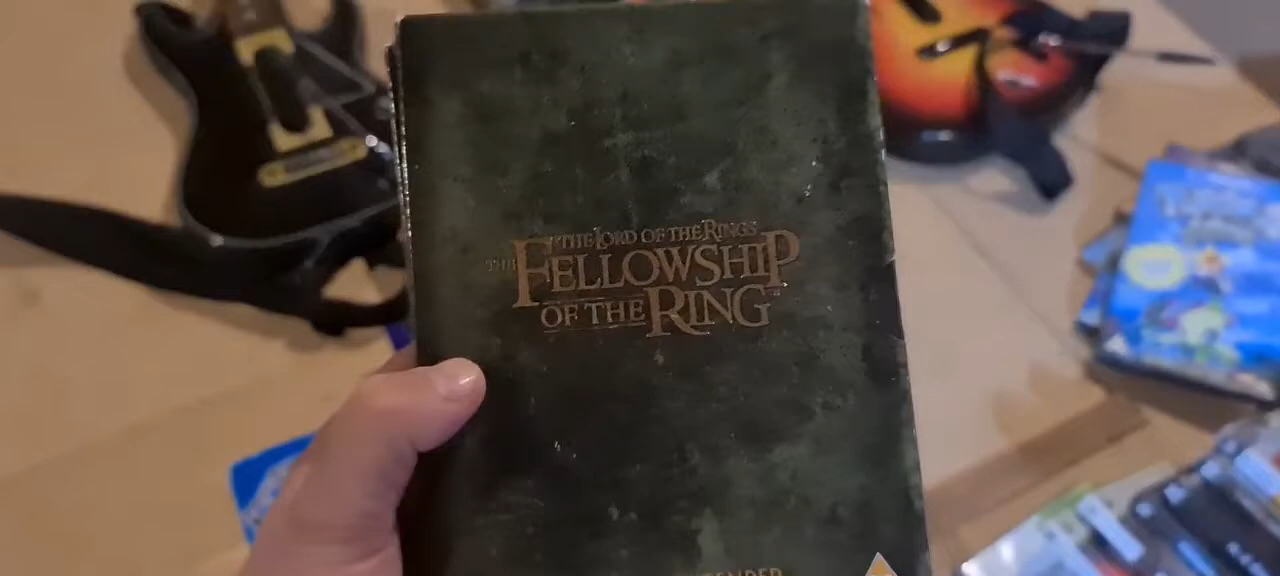 THE LORD OF THE RINGS
THE FELLOWSHIP
OF THE RING